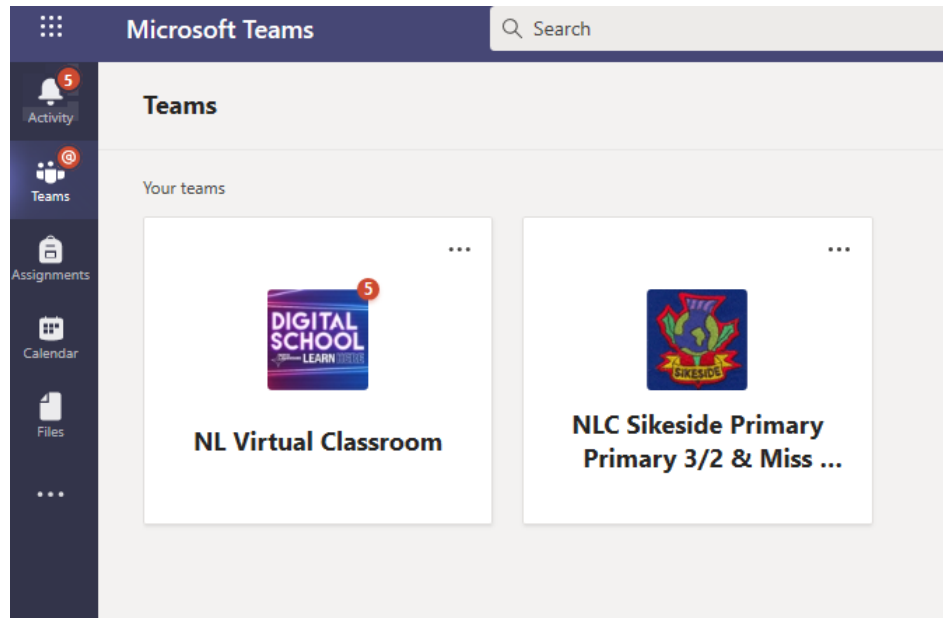 Microsoft Teams
Search
5
Activity
Teams
@
Teams
Your teams
Assignments
Calendar
Files
...
...
5
DIGITAL
SCHOOL
LEARN
NL Virtual Classroom
...
SIKESIDE
NLC Sikeside Primary
Primary 3/2 & Miss ...